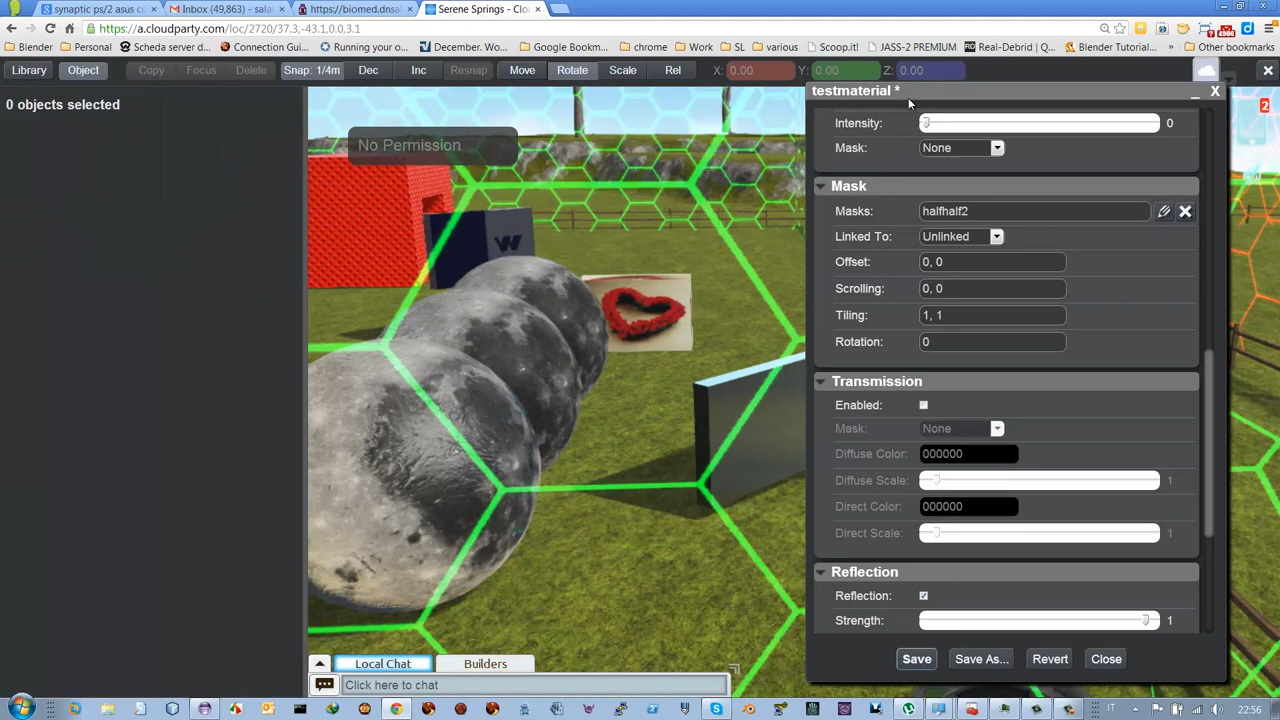 synaptic ps/2 asus co
Inbox (49,863) - sala
https://biomed.dnsal
Serene Springs - Clo
https://a.cloudparty.com/loc/2720/37.3,-43.1,0.0,3.1
Blender Personal Scheda server d Connection Gui Running your o December. Wo Google Bookm chrome Work SL various Scoop.it JASS-2 PREMIUM Real-Debrid | Q Blender Tutorial Other bookmarks
Library Object Copy Focus Delete Snap: 1/4m Dec Inc Resnap Move Rotate Scale Rel X: 0.00 Y: 0.00 Z: 0.00
0 objects selected
testmaterial *
_ X
2
No Permission
W
Intensity: 0
Mask: None
Mask
Masks: halfhalf2
Linked To: Unlinked
Offset: 0, 0
Scrolling: 0, 0
Tiling: 1, 1
Rotation: 0
Transmission
Enabled:
Mask: None
Diffuse Color: 000000
Diffuse Scale: 1
Direct Color: 000000
Direct Scale: 1
Reflection
Reflection:
Strength: 1
Save Save As... Revert Close
Local Chat Builders
Click here to chat
IT 22:56